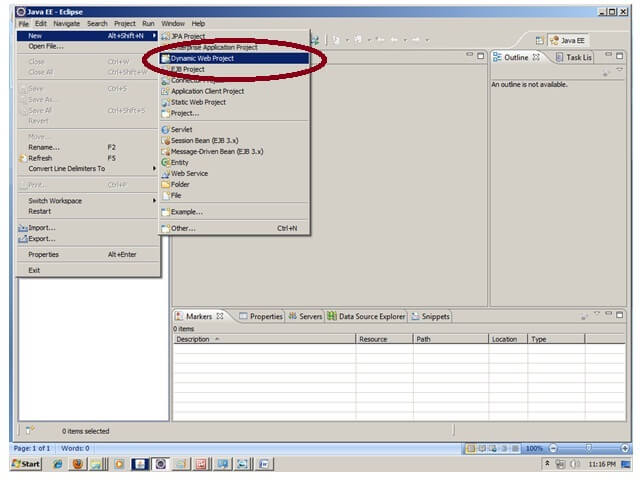 Java EE - Eclipse
File Edit Navigate Search Project Run Window Help
New Alt+Shift+N
Open File...
Close Ctrl+W
Close All Ctrl+Shift+W
Save Ctrl+S
Save As...
Save All Ctrl+Shift+S
Revert
Move...
Rename... F2
Refresh F5
Convert Line Delimiters To
Print... Ctrl+P
Switch Workspace
Restart
Import...
Export...
Properties Alt+Enter
Exit
JPA Project
Enterprise Application Project
Dynamic Web Project
EJB Project
Connector
Application Client Project
Static Web Project
Project...
Servlet
Session Bean (EJB 3.x)
Message-Driven Bean (EJB 3.x)
Entity
Web Service
Folder
File
Example...
Other... Ctrl+N
Java EE
Outline Task Lis
An outline is not available.
Markers Properties Servers Data Source Explorer Snippets
0 items
Description Resource Path Location Type
0 items selected
Page: 1 of 1 Words: 0 100%
Start 11:16 PM